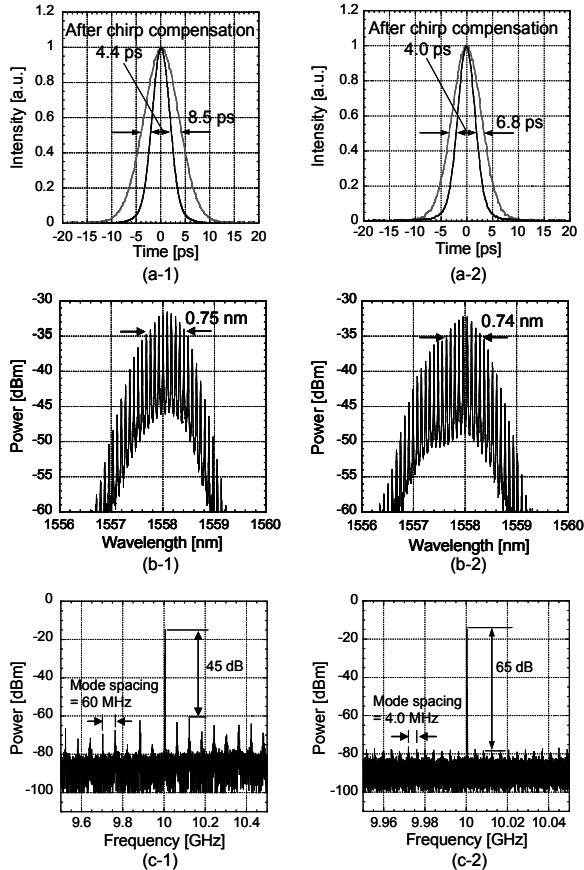 After chirp compensation
4.4 ps
8.5 ps
Intensity [a.u.]
1.2
1
0.8
0.6
0.4
0.2
0
-20 -15 -10 -5 0 5 10 15 20
Time [ps]
(a-1)
After chirp compensation
4.0 ps
6.8 ps
Intensity [a.u.]
1.2
1
0.8
0.6
0.4
0.2
0
-20 -15 -10 -5 0 5 10 15 20
Time [ps]
(a-2)
0.75 nm
Power [dBm]
-30
-35
-40
-45
-50
-55
-60
1556 1557 1558 1559 1560
Wavelength [nm]
(b-1)
0.74 nm
Power [dBm]
-30
-35
-40
-45
-50
-55
-60
1556 1557 1558 1559 1560
Wavelength [nm]
(b-2)
45 dB
Mode spacing
= 60 MHz
Power [dBm]
0
-20
-40
-60
-80
-100
9.6 9.8 10 10.2 10.4
Frequency [GHz]
(c-1)
65 dB
Mode spacing
= 4.0 MHz
Power [dBm]
0
-20
-40
-60
-80
-100
9.96 9.98 10 10.02 10.04
Frequency [GHz]
(c-2)